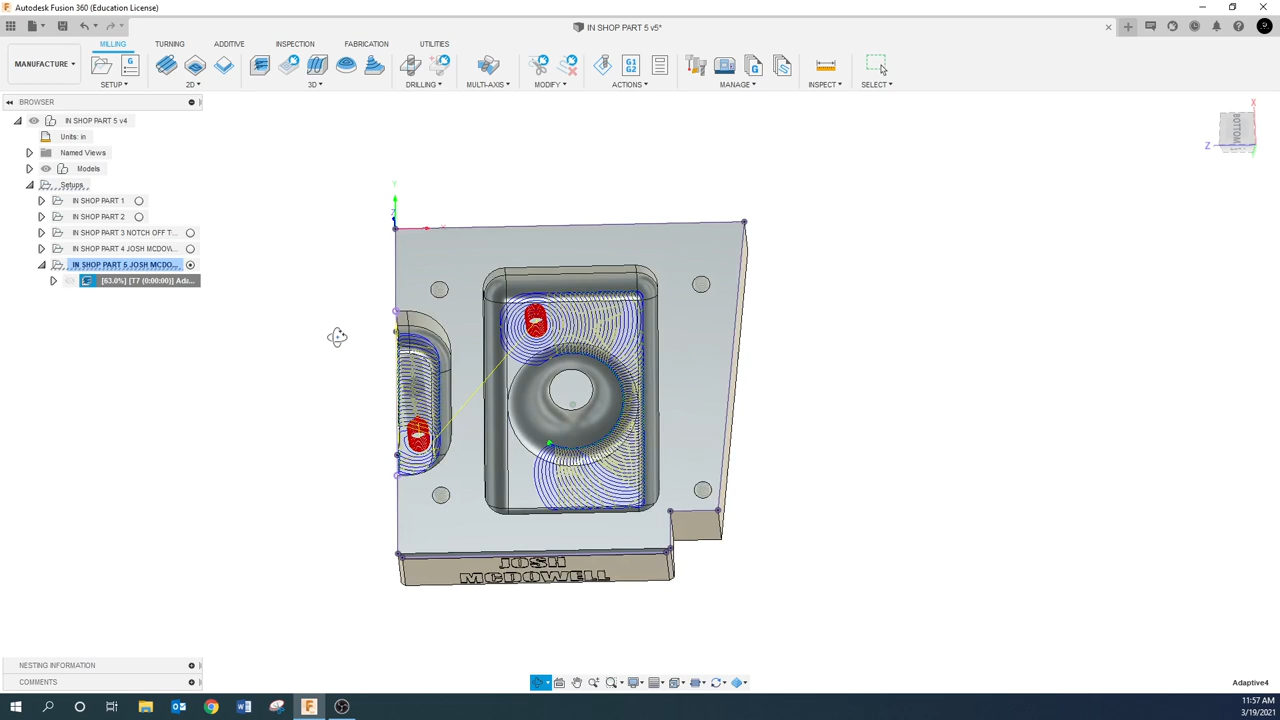 Autodesk Fusion 360 (Education License)
IN SHOP PART 5 v5*
MANUFACTURE
MILLING
TURNING
ADDITIVE
INSPECTION
FABRICATION
UTILITIES
G1
G2
SETUP
2D
3D
DRILLING
MULTI-AXIS
MODIFY
ACTIONS
MANAGE
INSPECT
SELECT
BROWSER
IN SHOP PART 5 v4
Units: in
Named Views
Models
Setups
IN SHOP PART 1
IN SHOP PART 2
IN SHOP PART 3 NOTCH OFF T...
IN SHOP PART 4 JOSH MCDOW...
IN SHOP PART 5 JOSH MCDO...
[63.0%] [T7 (0:00:00)] Ada...
X
BOTTOM
Z
Y
Z
X
JOSH
MCDOWELL
NESTING INFORMATION
COMMENTS
Adaptive4
11:57 AM
3/19/2021